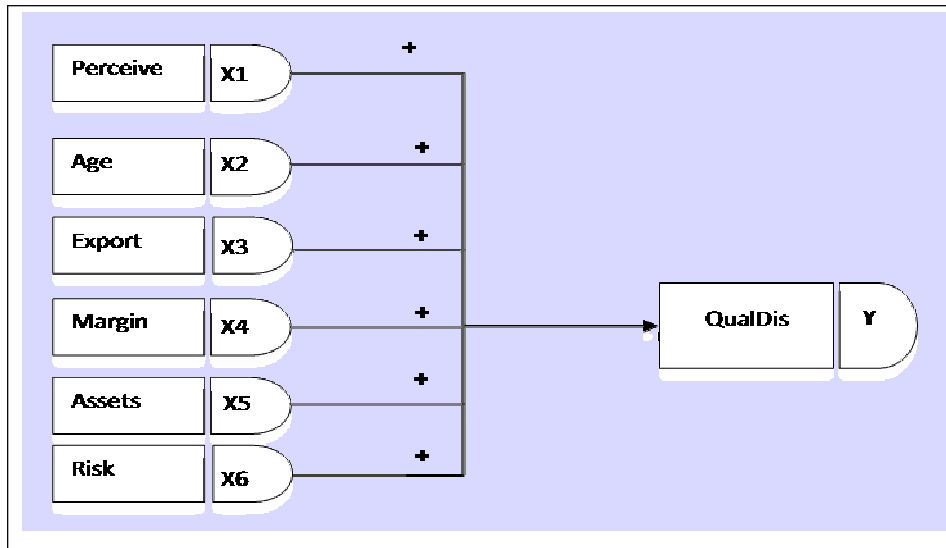 +
Perceive X1
+
Age X2
+
Export X3
+
Margin X4
QualDis Y
+
Assets X5
+
Risk X6